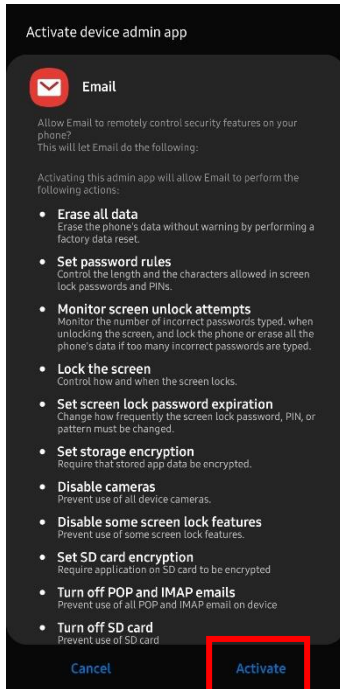 Activate device admin app
Email
Allow Email to remotely control security features on your
phone?
This will let Email do the following:
Activating this admin app will allow Email to perform the
following actions:
• Erase all data
Erase the phone's data without warning by performing a
factory data reset.
• Set password rules
Control the length and the characters allowed in screen
lock passwords and PINs.
• Monitor screen unlock attempts
Monitor the number of incorrect passwords typed. when
unlocking the screen, and lock the phone or erase all the
phone's data if too many incorrect passwords are typed.
• Lock the screen
Control how and when the screen locks.
• Set screen lock password expiration
Change how frequently the screen lock password, PIN, or
pattern must be changed.
• Set storage encryption
Require that stored app data be encrypted.
• Disable cameras
Prevent use of all device cameras.
• Disable some screen lock features
Prevent use of some screen lock features.
• Set SD card encryption
Require application on SD card to be encrypted
• Turn off POP and IMAP emails
Prevent use of all POP and IMAP email on device
• Turn off SD card
Prevent use of SD card
Cancel Activate